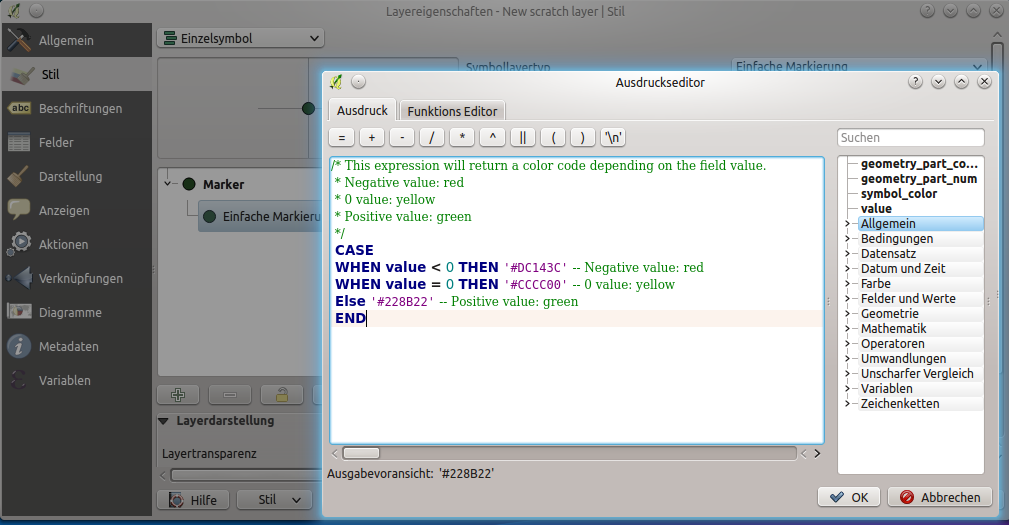 Layereigenschaften - New scratch layer | Stil
Allgemein
Stil
Beschriftungen
Felder
Darstellung
Anzeigen
Aktionen
Verknüpfungen
Diagramme
Metadaten
Variablen
Einzelsymbol
Symbollayertyp
Einfache Markierung
Marker
Einfache Markieru
Layerdarstellung
Layertransparenz
Hilfe
Stil
Ausdruckseditor
Ausdruck
Funktions Editor
= + - / * ^ || ( ) '\n'
/* This expression will return a color code depending on the field value.
* Negative value: red
* 0 value: yellow
* Positive value: green
*/
CASE
WHEN value < 0 THEN '#DC143C' -- Negative value: red
WHEN value = 0 THEN '#CCCC00' -- 0 value: yellow
Else '#228B22' -- Positive value: green
END
Ausgabevoransicht: '#228B22'
Suchen
geometry_part_co...
geometry_part_num
symbol_color
value
Allgemein
Bedingungen
Datensatz
Datum und Zeit
Farbe
Felder und Werte
Geometrie
Mathematik
Operatoren
Umwandlungen
Unscharfer Vergleich
Variablen
Zeichenketten
OK
Abbrechen